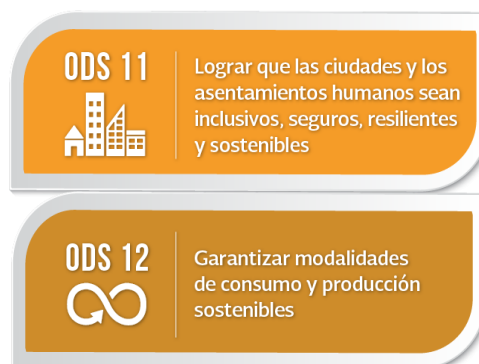 ODS 11
Lograr que las ciudades y los
asentamientos humanos sean
inclusivos, seguros, resilientes
y sostenibles
ODS 12
Garantizar modalidades
de consumo y producción
sostenibles